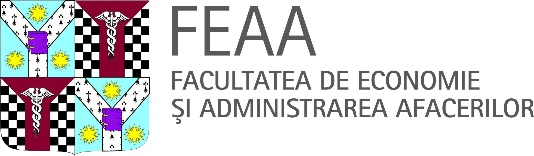 FEAA
FACULTATEA DE ECONOMIE
ŞI ADMINISTRAREA AFACERILOR